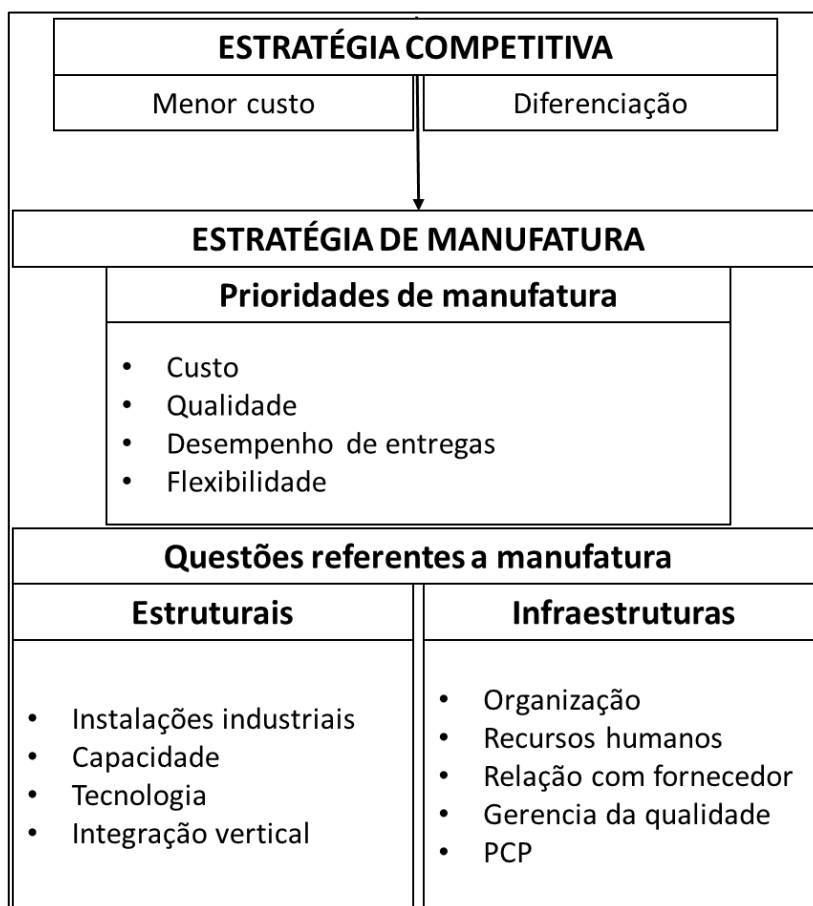 ESTRATÉGIA COMPETITIVA
Menor custo
Diferenciação
ESTRATÉGIA DE MANUFATURA
Prioridades de manufatura
• Custo
• Qualidade
• Desempenho de entregas
• Flexibilidade
Questões referentes a manufatura
Estruturais
• Instalações industriais
• Capacidade
• Tecnologia
• Integração vertical
Infraestruturas
• Organização
• Recursos humanos
• Relação com fornecedor
• Gerencia da qualidade
• PCP